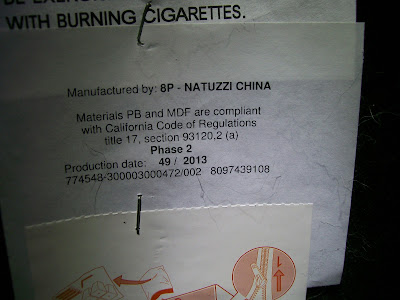 WITH BURNING CIGARETTES.
Manufactured by: 8P - NATUZZI CHINA
Materials PB and MDF are compliant
with California Code of Regulations
title 17, section 93120.2 (a)
Phase 2
Production date: 49 / 2013
774548-300003000472/002 8097439108